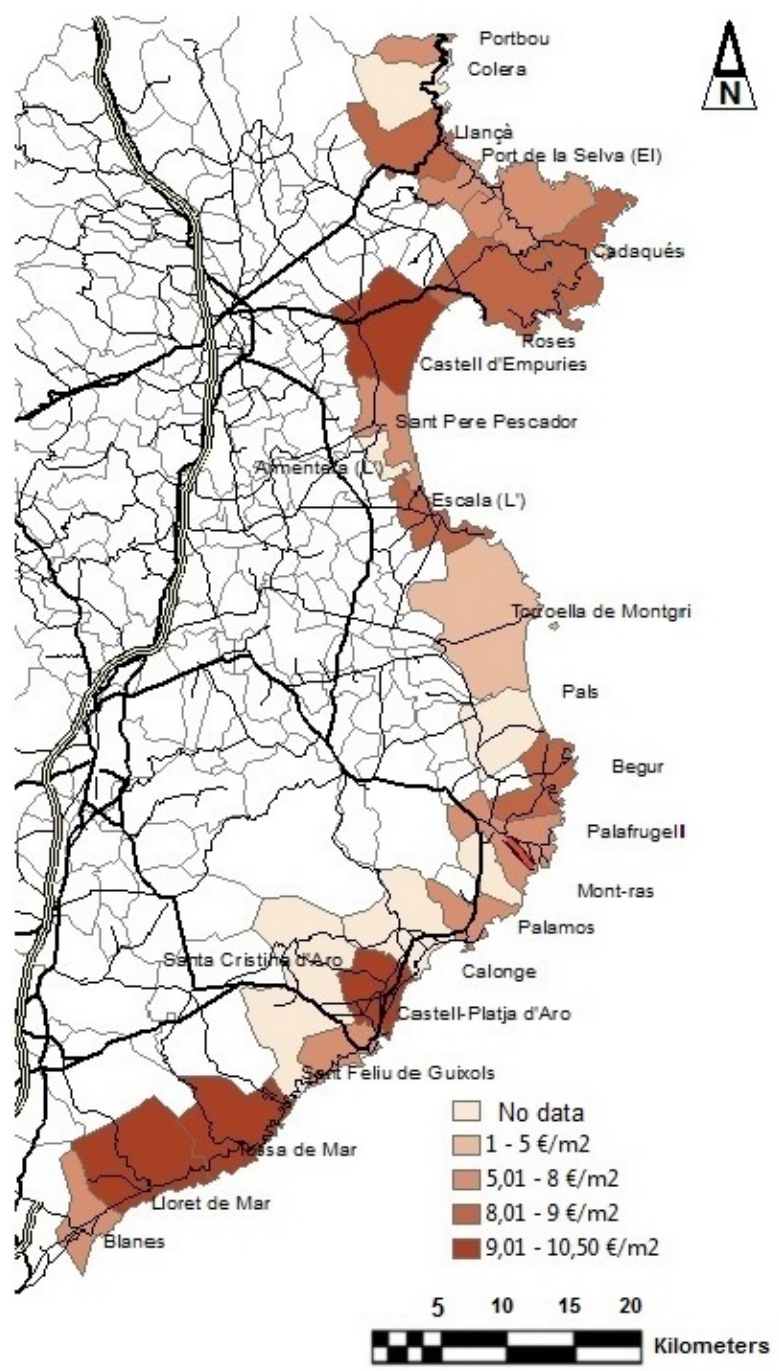 Portbou
N
Colera
Llançà
Port de la Selva (El)
Cadaqués
Roses
Castell d'Empuries
Sant Pere Pescador
Armentera (L')
Escala (L')
Torroella de Montgri
Pals
Begur
Palafrugell
Mont-ras
Palamos
Santa Cristina d'Aro
Calonge
Castell-Platja d'Aro
Sant Feliu de Guixols
No data
1 - 5 €/m2
Tossa de Mar
5,01 - 8 €/m2
Lloret de Mar
8,01 - 9 €/m2
Blanes
9,01 - 10,50 €/m2
5 10 15 20
Kilometers